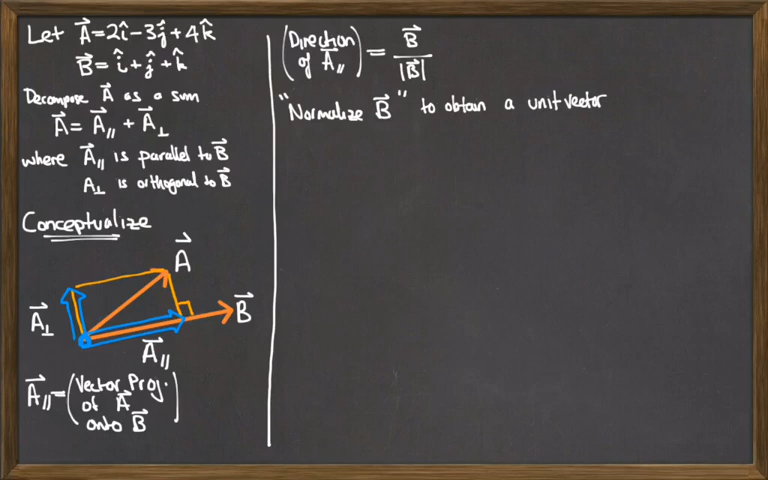 Let A⃗=2î-3ĵ+4k̂
B⃗=î+ĵ+k̂
Decompose A⃗ as a sum
A⃗=A⃗∥+A⃗⊥
where A⃗∥ is parallel to B⃗
A⊥ is orthogonal to B⃗
Conceptualize
A⃗
A⃗⊥
B⃗
A⃗∥
A⃗∥=(Vector Proj.
of A⃗
onto B⃗)
(Direction of A⃗∥) = B⃗/|B⃗|
"Normalize B⃗" to obtain a unit vector